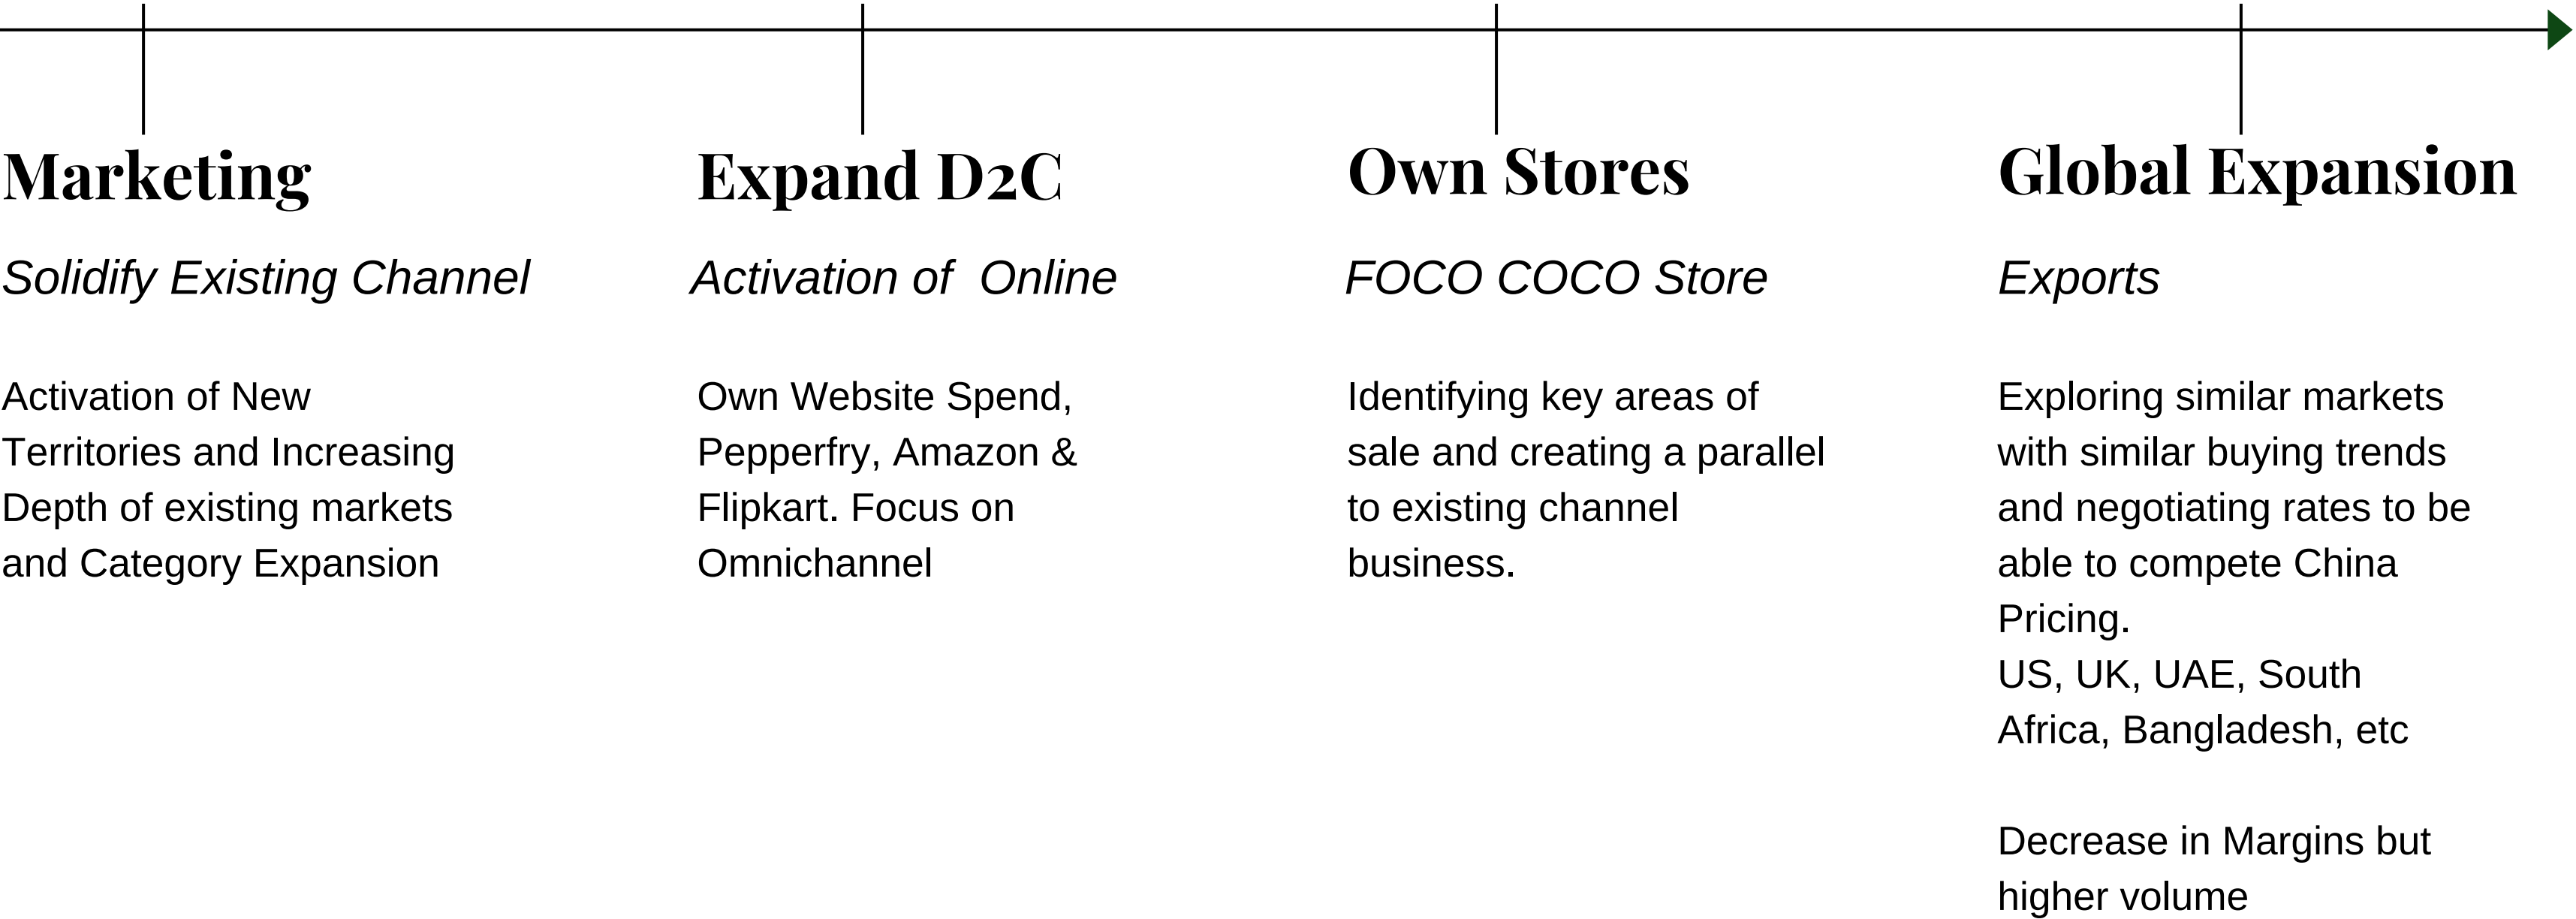 Marketing
Solidify Existing Channel
Activation of New
Territories and Increasing
Depth of existing markets
and Category Expansion
Expand D2C
Activation of  Online
Own Website Spend,
Pepperfry, Amazon &
Flipkart. Focus on
Omnichannel
Own Stores
FOCO COCO Store
Identifying key areas of
sale and creating a parallel
to existing channel
business.
Global Expansion
Exports
Exploring similar markets
with similar buying trends
and negotiating rates to be
able to compete China
Pricing.
US, UK, UAE, South
Africa, Bangladesh, etc
Decrease in Margins but
higher volume